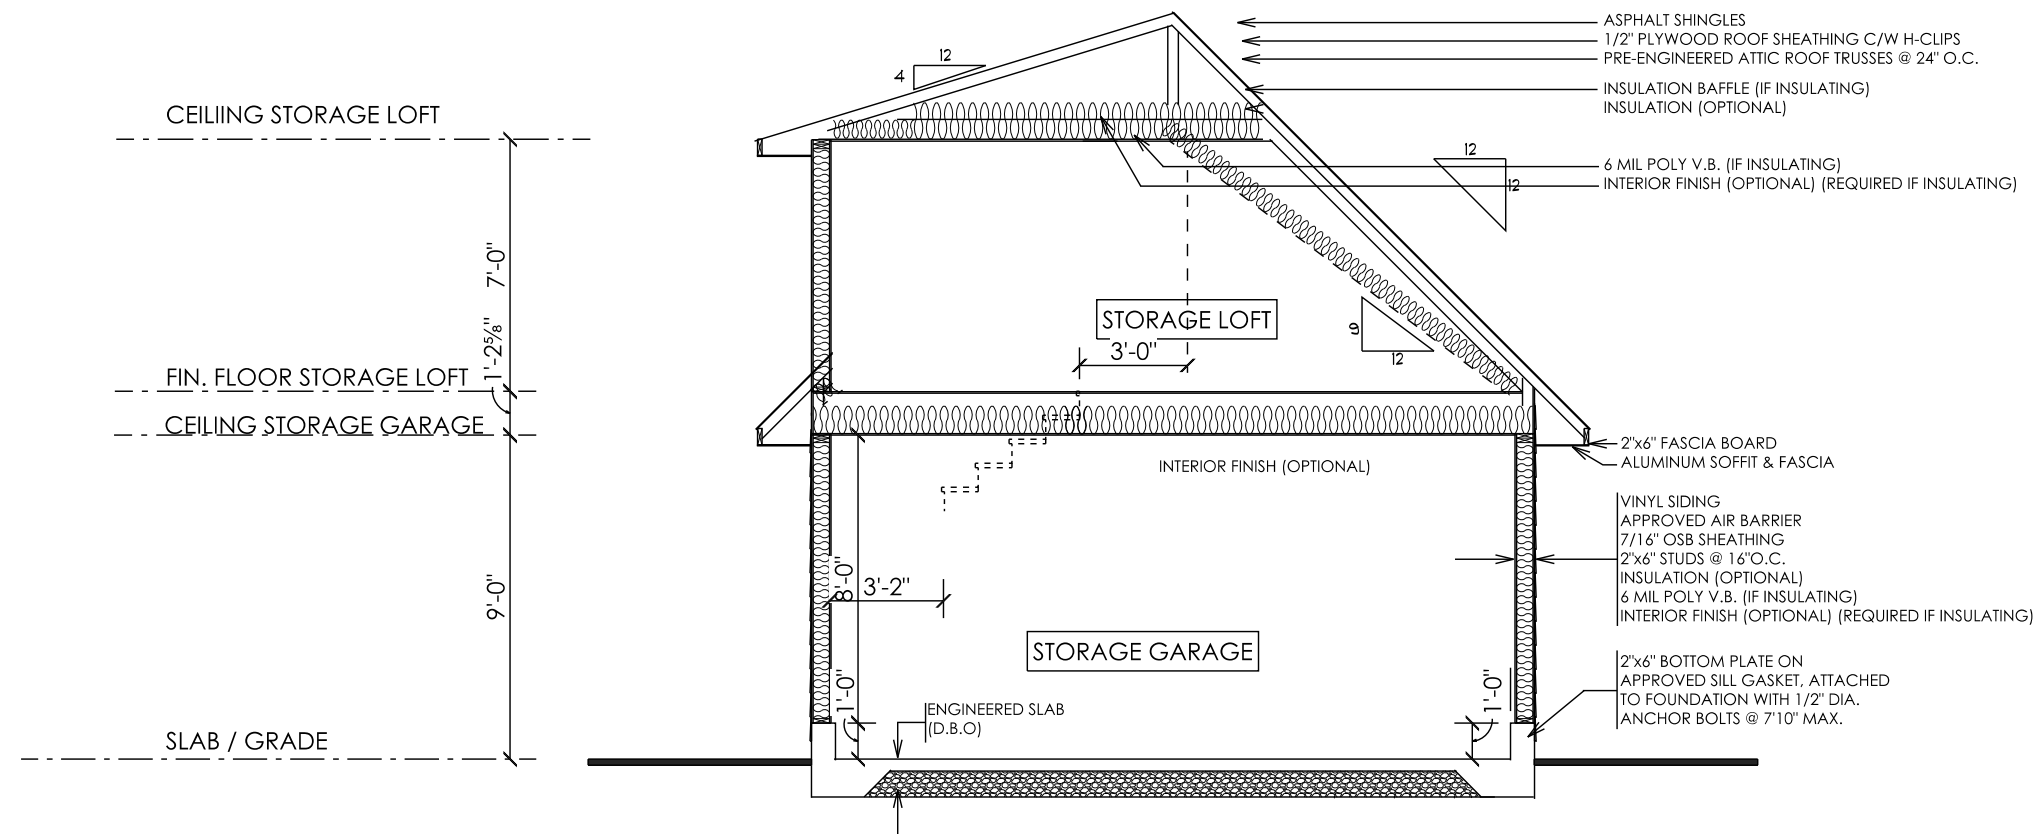 ASPHALT SHINGLES
1/2" PLYWOOD ROOF SHEATHING C/W H-CLIPS
PRE-ENGINEERED ATTIC ROOF TRUSSES @ 24" O.C.
12
4
INSULATION BAFFLE (IF INSULATING)
INSULATION (OPTIONAL)
CEILIING STORAGE LOFT
12
12
6 MIL POLY V.B. (IF INSULATING)
INTERIOR FINISH (OPTIONAL) (REQUIRED IF INSULATING)
7'-0"
STORAGE LOFT
3'-0"
9
12
1'-2⅝"
FIN. FLOOR STORAGE LOFT
CEILING STORAGE GARAGE
2"x6" FASCIA BOARD
ALUMINUM SOFFIT & FASCIA
INTERIOR FINISH (OPTIONAL)
VINYL SIDING
APPROVED AIR BARRIER
7/16" OSB SHEATHING
2"x6" STUDS @ 16"O.C.
INSULATION (OPTIONAL)
6 MIL POLY V.B. (IF INSULATING)
INTERIOR FINISH (OPTIONAL) (REQUIRED IF INSULATING)
9'-0"
8'-0"
3'-2"
STORAGE GARAGE
2"x6" BOTTOM PLATE ON
APPROVED SILL GASKET, ATTACHED
TO FOUNDATION WITH 1/2" DIA.
ANCHOR BOLTS @ 7'10" MAX.
1'-0"
1'-0"
ENGINEERED SLAB
(D.B.O)
SLAB / GRADE